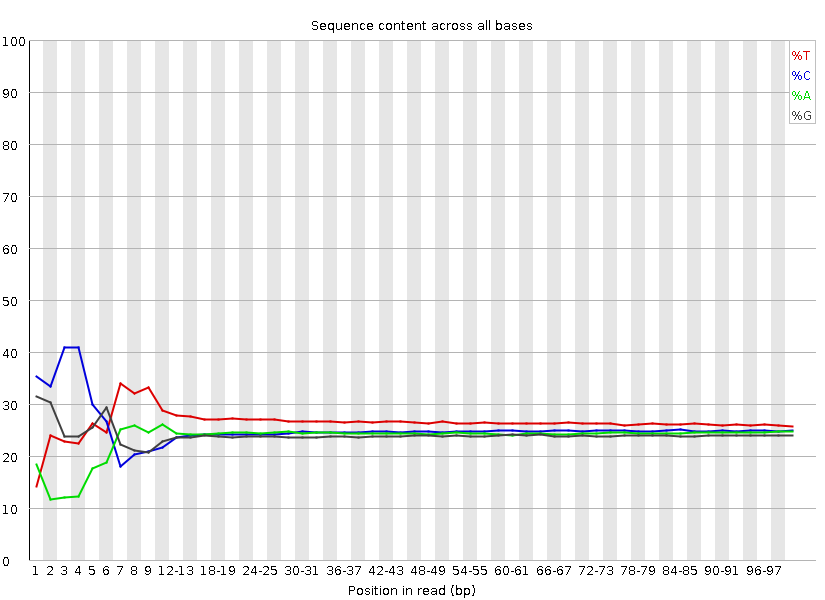 Sequence content across all bases
100
90
80
70
60
50
40
30
20
10
0
%T
%C
%A
%G
1 2 3 4 5 6 7 8 9 12-13 18-19 24-25 30-31 36-37 42-43 48-49 54-55 60-61 66-67 72-73 78-79 84-85 90-91 96-97
Position in read (bp)